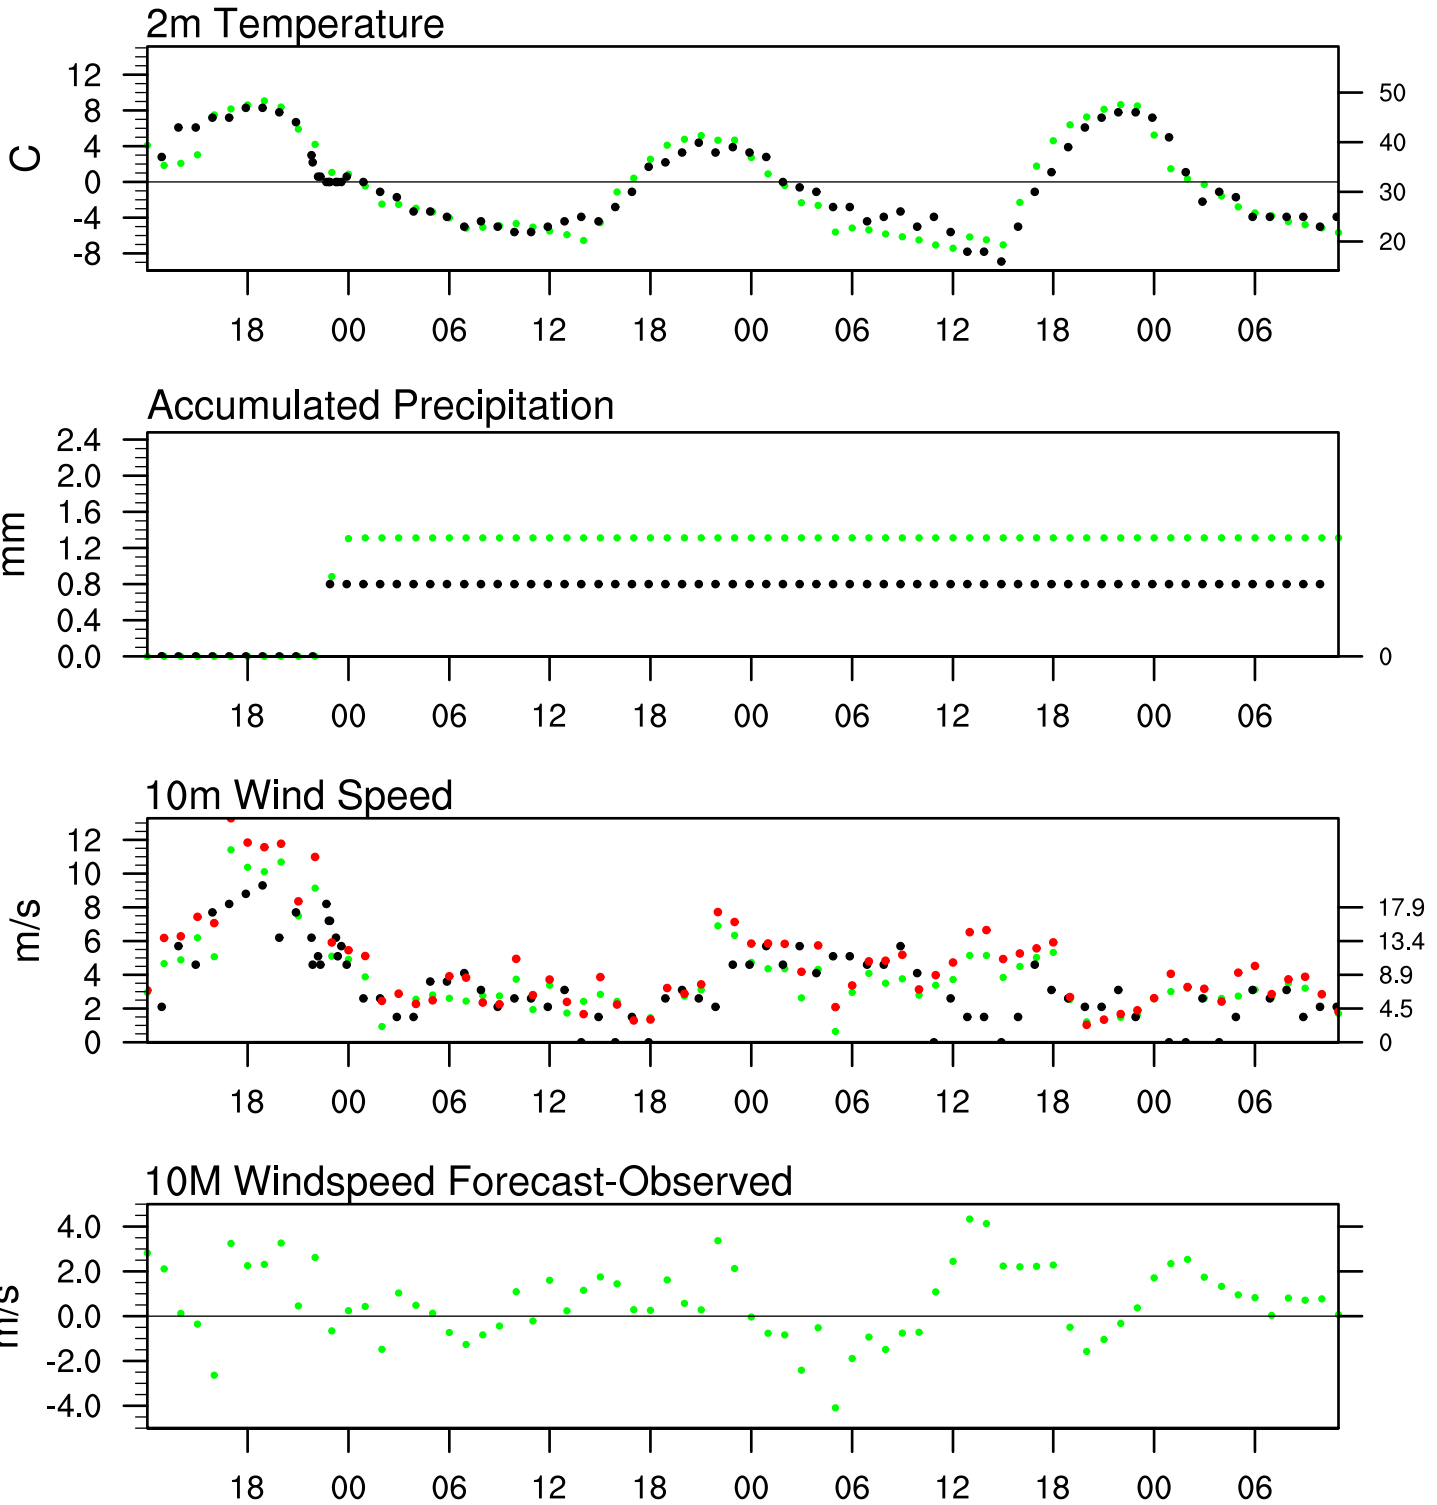 2m Temperature
12
8
4
0
-4
-8
C
50
40
30
20
18 00 06 12 18 00 06 12 18 00 06
Accumulated Precipitation
2.4
2.0
1.6
1.2
0.8
0.4
0.0
mm
0
18 00 06 12 18 00 06 12 18 00 06
10m Wind Speed
12
10
8
6
4
2
0
m/s
17.9
13.4
8.9
4.5
0
18 00 06 12 18 00 06 12 18 00 06
10M Windspeed Forecast-Observed
4.0
2.0
0.0
-2.0
-4.0
m/s
18 00 06 12 18 00 06 12 18 00 06